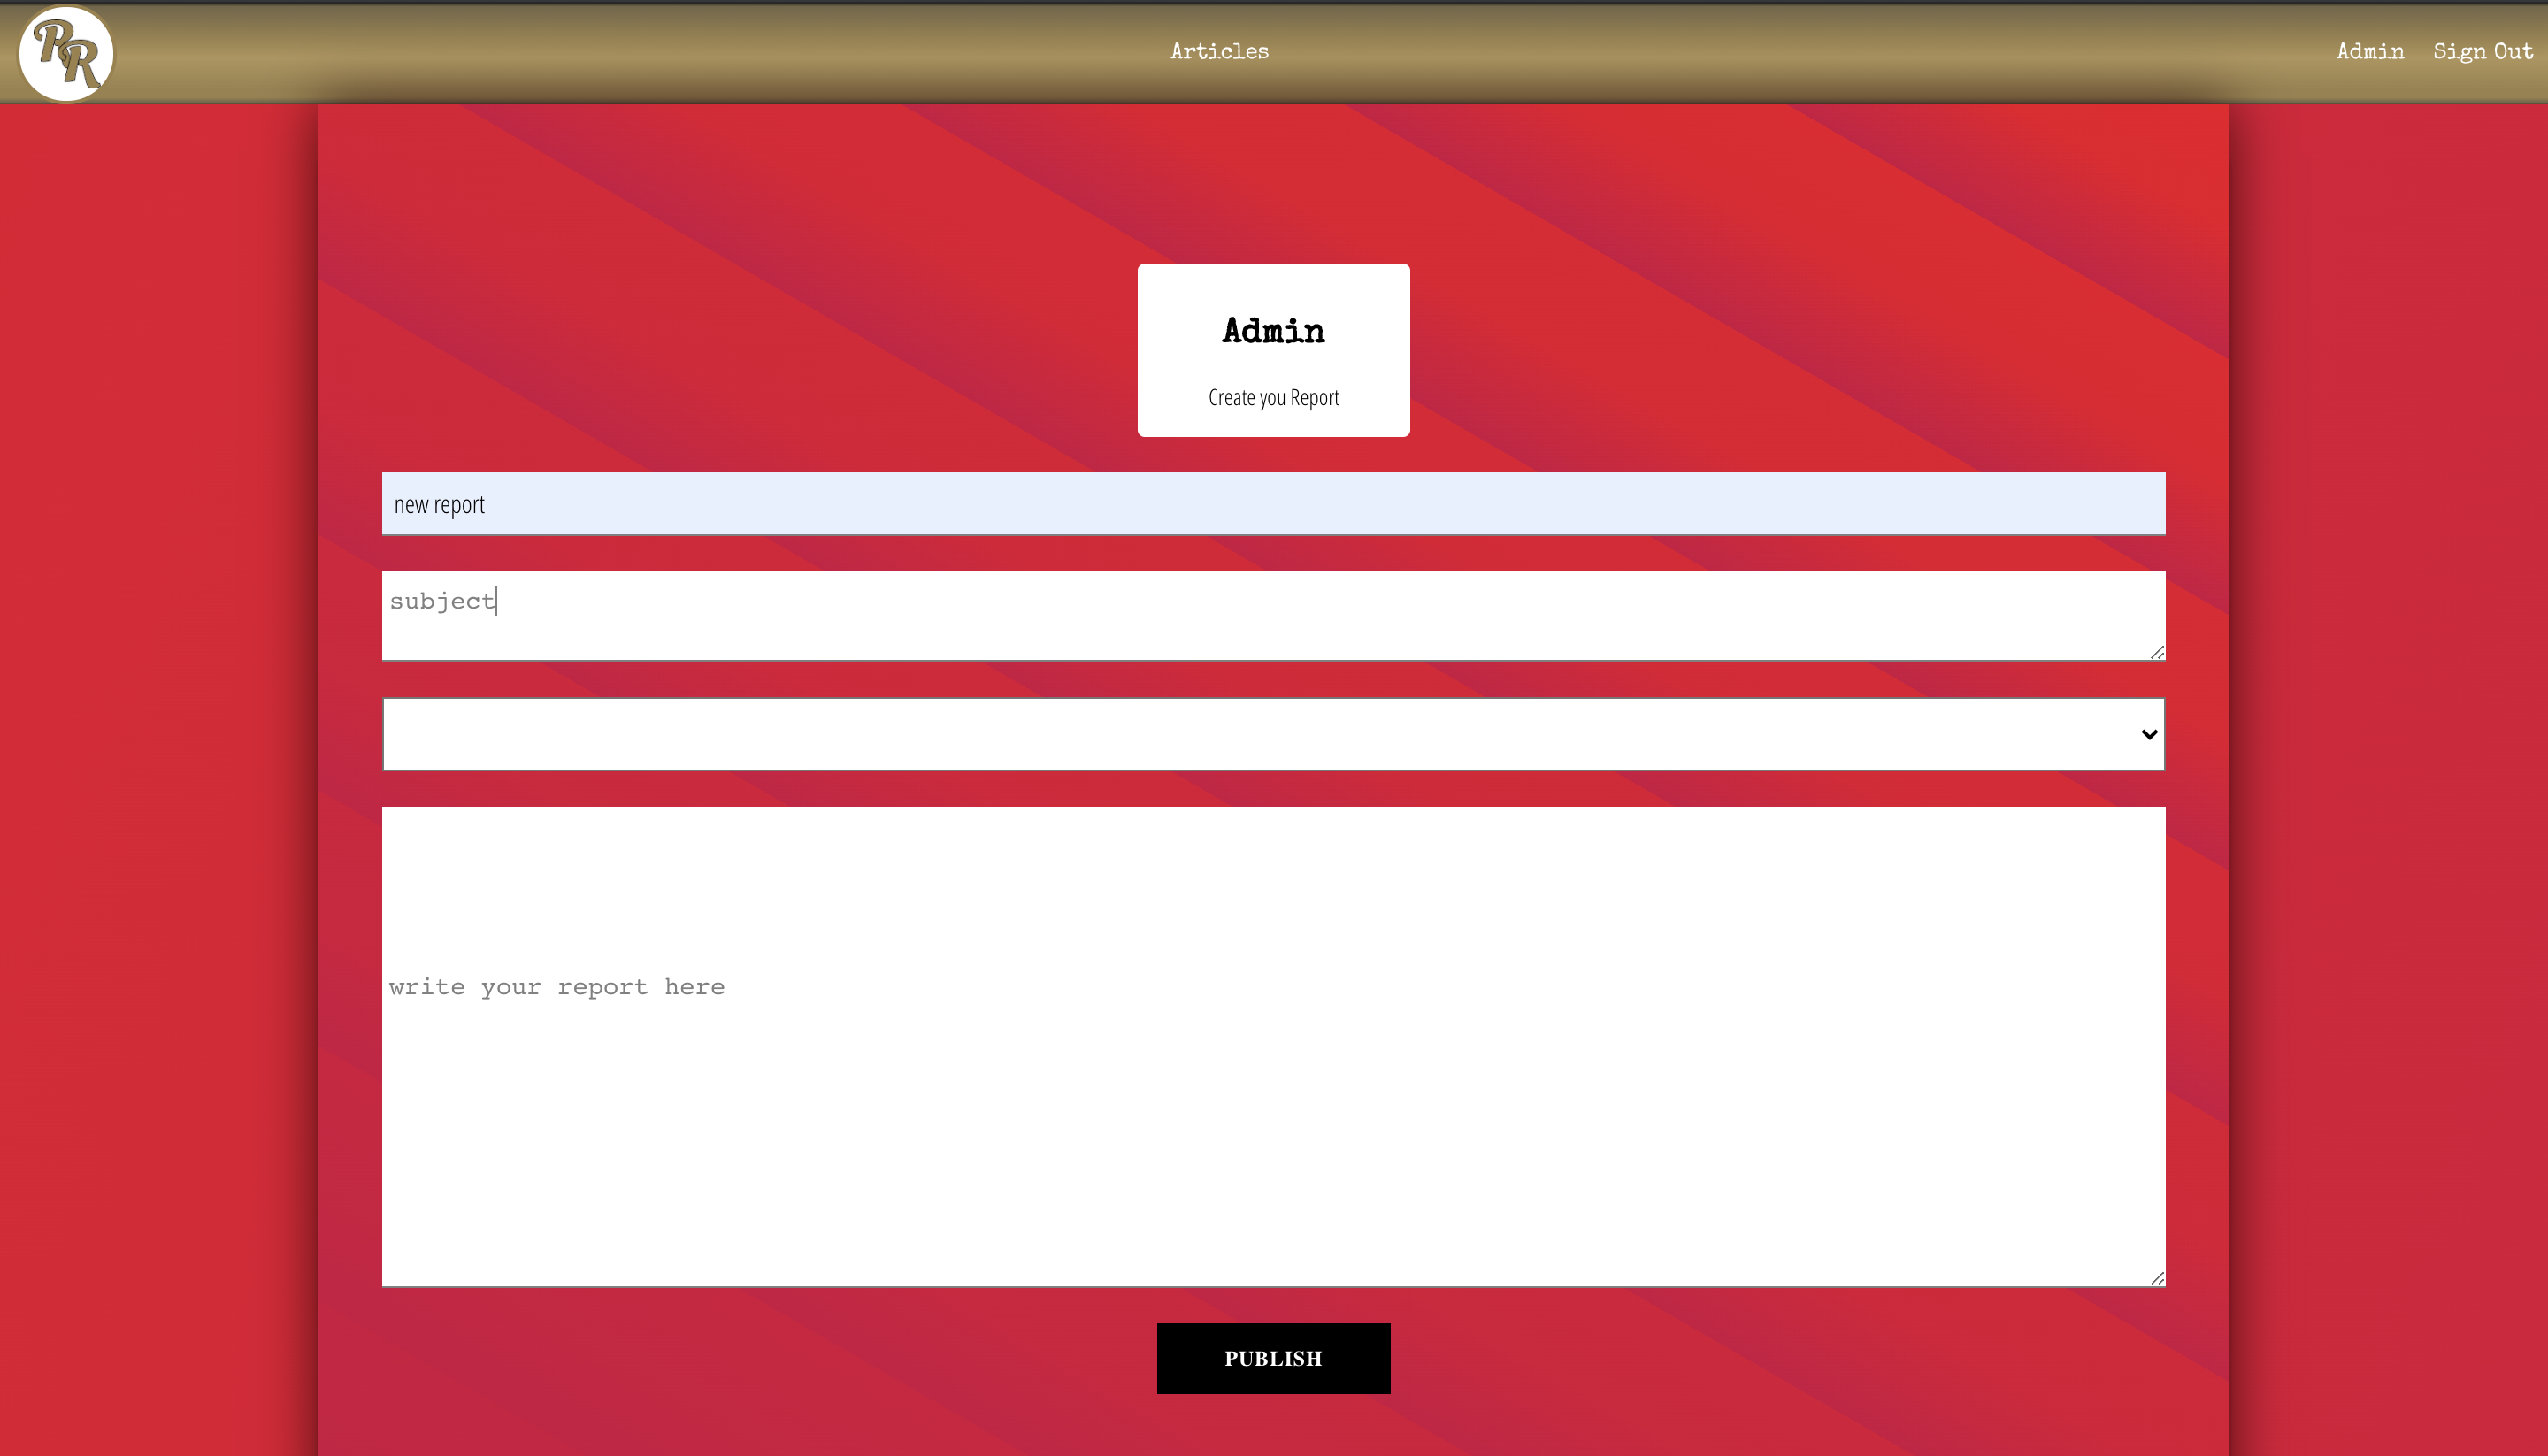 RR
Articles
Admin Sign Out
Admin
Create you Report
new report
subject
write your report here
PUBLISH